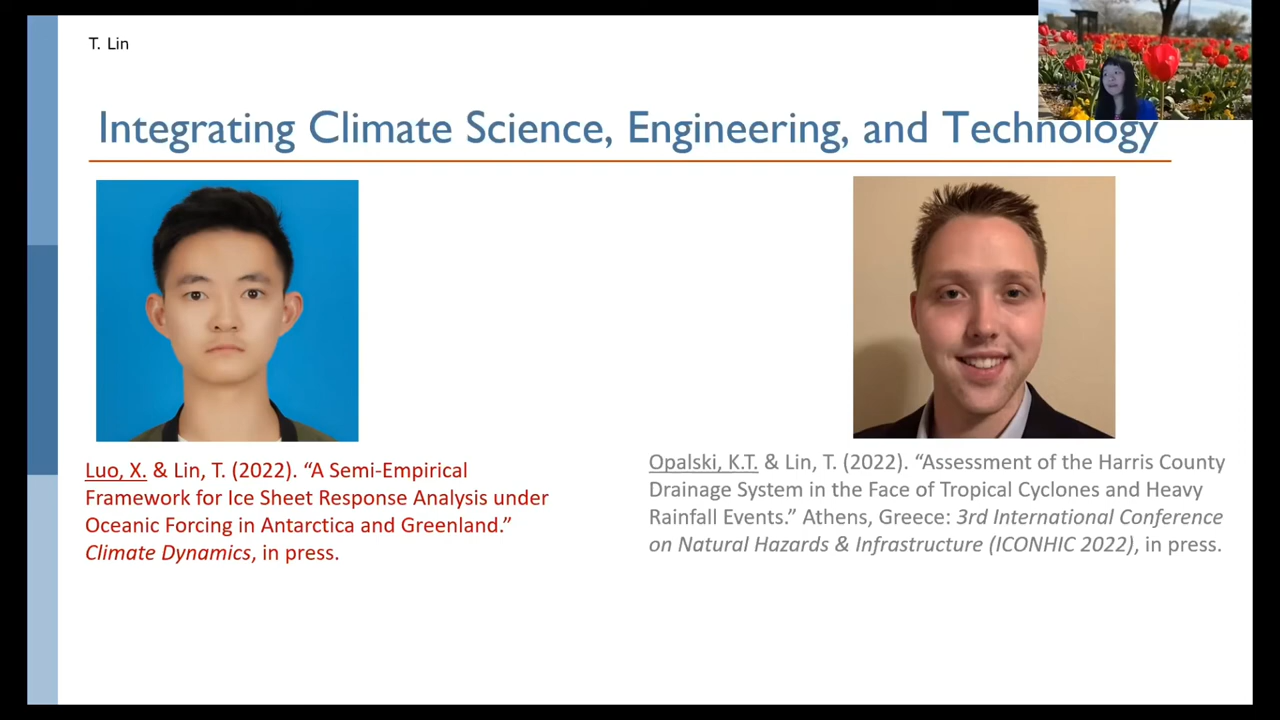 T. Lin
Integrating Climate Science, Engineering, and Technology
Luo, X. & Lin, T. (2022). “A Semi-Empirical
Framework for Ice Sheet Response Analysis under
Oceanic Forcing in Antarctica and Greenland.”
Climate Dynamics, in press.
Opalski, K.T. & Lin, T. (2022). “Assessment of the Harris County
Drainage System in the Face of Tropical Cyclones and Heavy
Rainfall Events.” Athens, Greece: 3rd International Conference
on Natural Hazards & Infrastructure (ICONHIC 2022), in press.